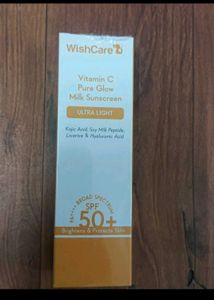 WishCare
Vitamin C
Pure Glow
Milk Sunscreen
ULTRA LIGHT
Kojic Acid, Soy Milk Peptide,
Licorice & Hyaluronic Acid
PA++++ BROAD SPECTRUM
SPF
50+
Brightens & Protects Skin